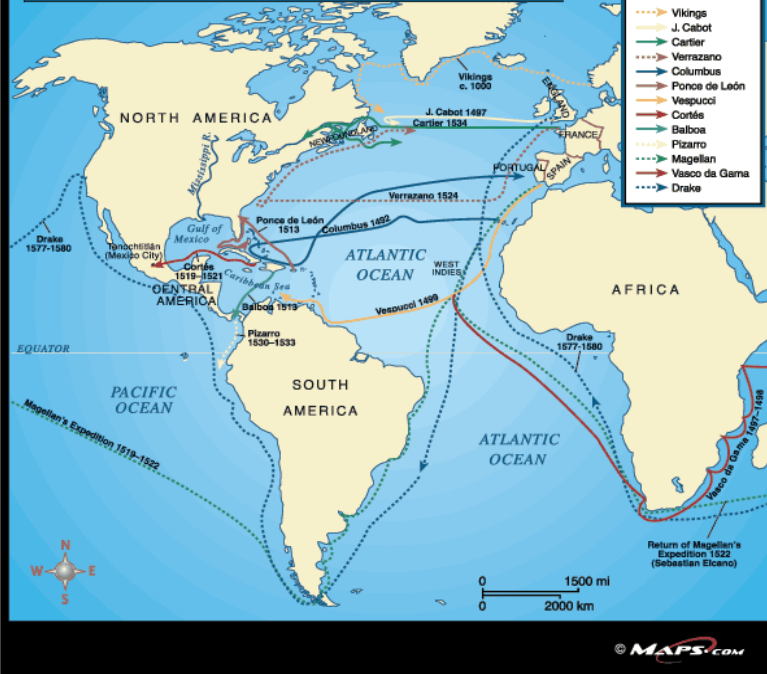 Vikings
J. Cabot
Cartier
Verrazano
Columbus
Ponce de León
Vespucci
Cortés
Balboa
Pizarro
Magellan
Vasco da Gama
Drake
Vikings
c. 1000
ENGLAND
J. Cabot 1497
Cartier 1534
NORTH AMERICA
NEWFOUNDLAND
FRANCE
Mississippi R.
PORTUGAL
SPAIN
Verrazano 1524
Ponce de León
1513
Columbus 1492
Gulf of
Mexico
Drake
1577-1580
Tenochtitlán
(Mexico City)
ATLANTIC
OCEAN
WEST
INDIES
Cortés
1519–1521
Caribbean Sea
CENTRAL
AMERICA
AFRICA
Balboa 1513
Vespucci 1499
Pizarro
1530–1533
Drake
1577-1580
EQUATOR
SOUTH
AMERICA
PACIFIC
OCEAN
Magellan's Expedition 1519–1522
ATLANTIC
OCEAN
Vasco da Gama 1497–1498
Return of Magellan's
Expedition 1522
(Sebastian Elcano)
N
W E
S
0 1500 mi
0 2000 km
© MAPS.COM